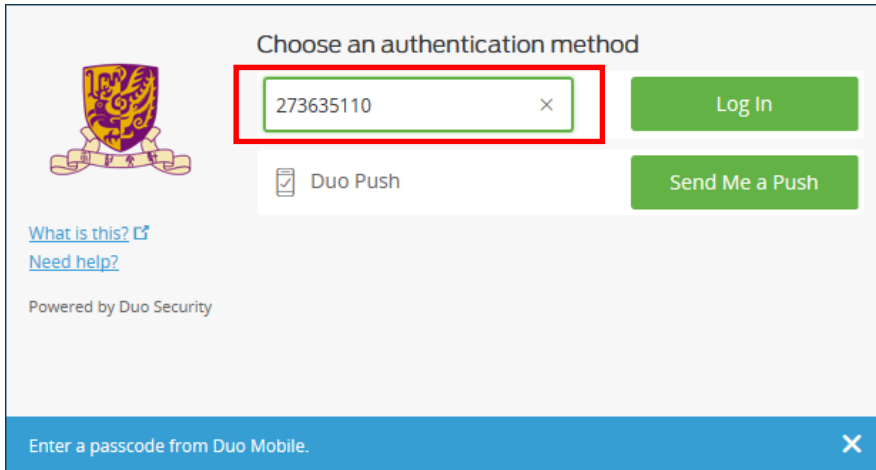 Choose an authentication method
273635110
Log In
Duo Push
Send Me a Push
What is this?
Need help?
Powered by Duo Security
Enter a passcode from Duo Mobile.